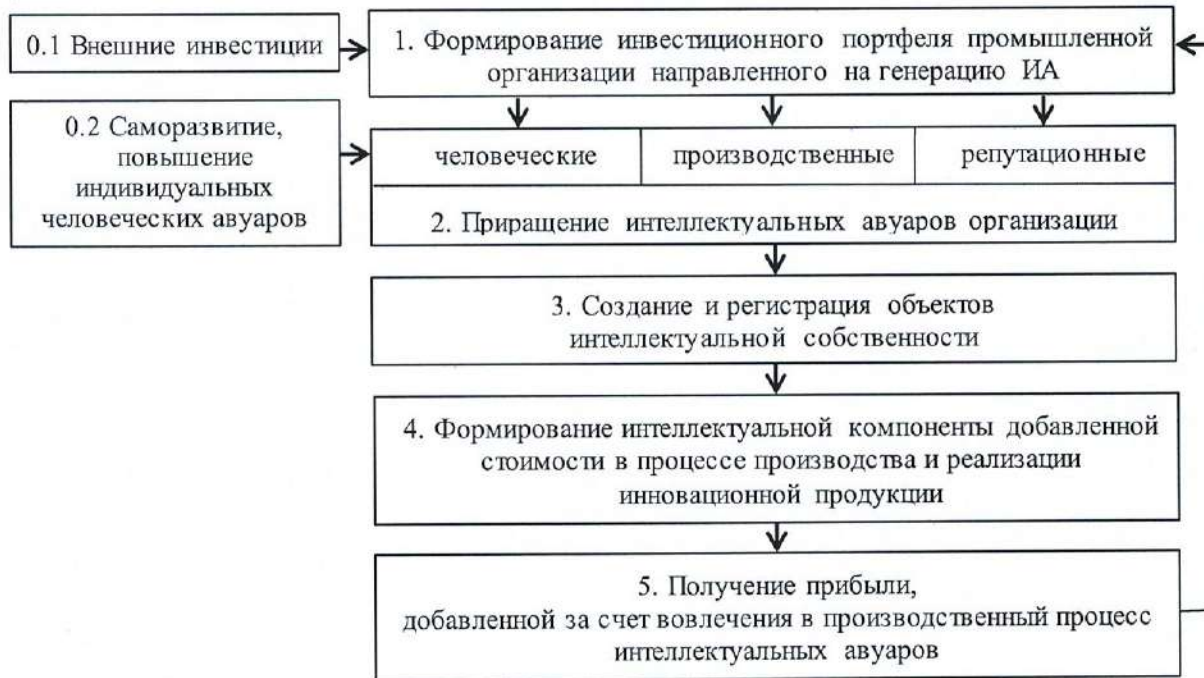 0.1 Внешние инвестиции
1. Формирование инвестиционного портфеля промышленной
организации направленного на генерацию ИА
0.2 Саморазвитие,
повышение
индивидуальных
человеческих авуаров
человеческие
производственные
репутационные
2. Приращение интеллектуальных авуаров организации
3. Создание и регистрация объектов
интеллектуальной собственности
4. Формирование интеллектуальной компоненты добавленной
стоимости в процессе производства и реализации
инновационной продукции
5. Получение прибыли,
добавленной за счет вовлечения в производственный процесс
интеллектуальных авуаров